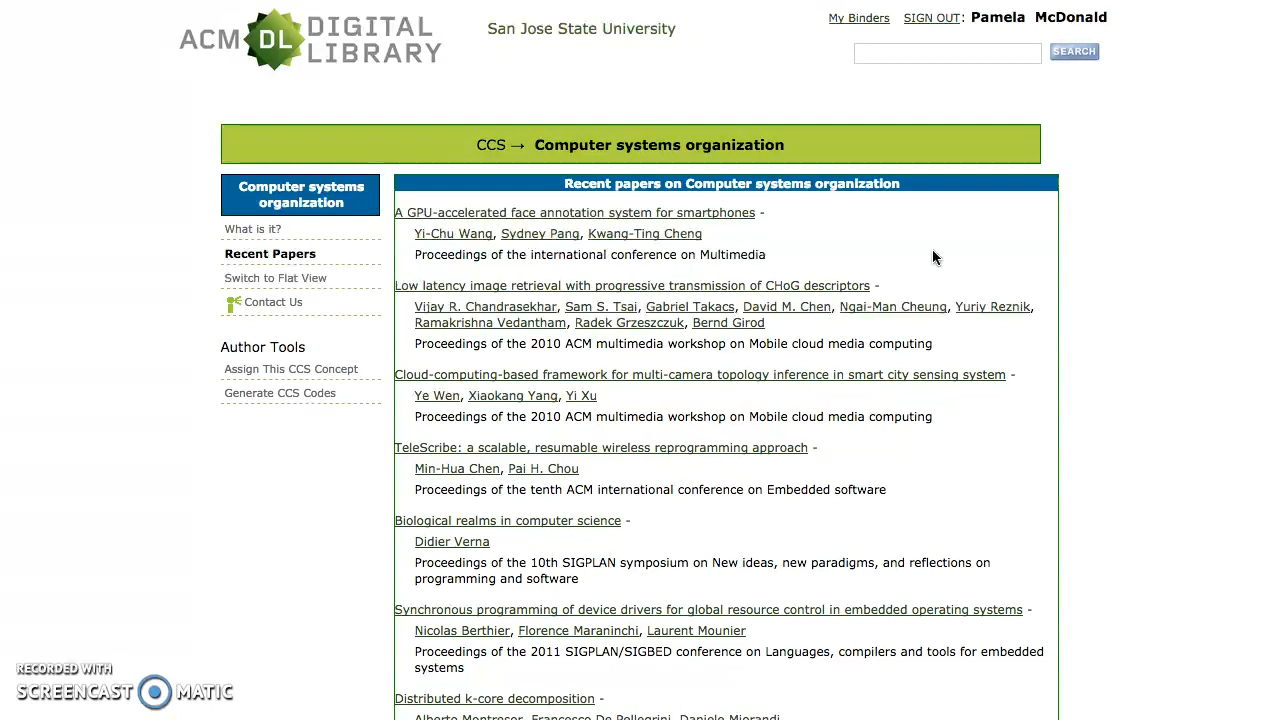 ACM DL DIGITAL LIBRARY
San Jose State University
My Binders SIGN OUT: Pamela McDonald
SEARCH
CCS → Computer systems organization
Computer systems
organization
What is it?
Recent Papers
Switch to Flat View
Contact Us
Author Tools
Assign This CCS Concept
Generate CCS Codes
Recent papers on Computer systems organization
A GPU-accelerated face annotation system for smartphones -
Yi-Chu Wang, Sydney Pang, Kwang-Ting Cheng
Proceedings of the international conference on Multimedia
Low latency image retrieval with progressive transmission of CHoG descriptors -
Vijay R. Chandrasekhar, Sam S. Tsai, Gabriel Takacs, David M. Chen, Ngai-Man Cheung, Yuriy Reznik,
Ramakrishna Vedantham, Radek Grzeszczuk, Bernd Girod
Proceedings of the 2010 ACM multimedia workshop on Mobile cloud media computing
Cloud-computing-based framework for multi-camera topology inference in smart city sensing system -
Ye Wen, Xiaokang Yang, Yi Xu
Proceedings of the 2010 ACM multimedia workshop on Mobile cloud media computing
TeleScribe: a scalable, resumable wireless reprogramming approach -
Min-Hua Chen, Pai H. Chou
Proceedings of the tenth ACM international conference on Embedded software
Biological realms in computer science -
Didier Verna
Proceedings of the 10th SIGPLAN symposium on New ideas, new paradigms, and reflections on
programming and software
Synchronous programming of device drivers for global resource control in embedded operating systems -
Nicolas Berthier, Florence Maraninchi, Laurent Mounier
Proceedings of the 2011 SIGPLAN/SIGBED conference on Languages, compilers and tools for embedded
systems
Distributed k-core decomposition -
Alberto Montresor, Francesco De Pellegrini, Daniele Miorandi
RECORDED WITH
SCREENCAST MATIC